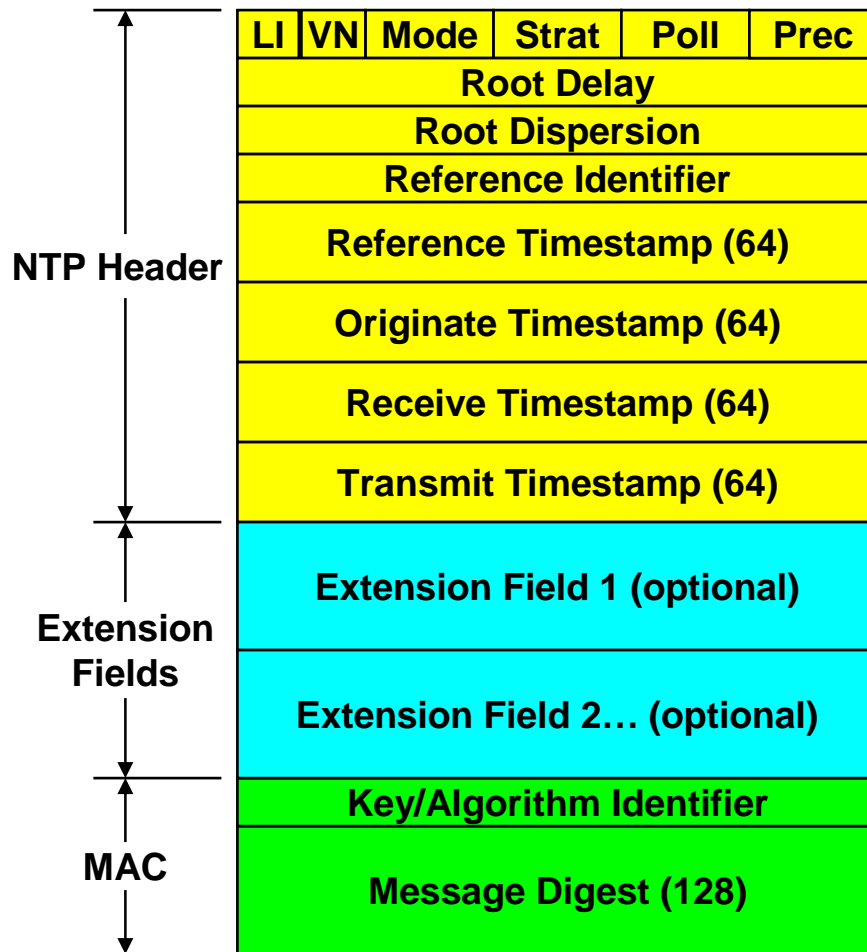 LI VN Mode Strat Poll Prec
Root Delay
Root Dispersion
Reference Identifier
Reference Timestamp (64)
NTP Header
Originate Timestamp (64)
Receive Timestamp (64)
Transmit Timestamp (64)
Extension Field 1 (optional)
Extension
Fields
Extension Field 2… (optional)
Key/Algorithm Identifier
MAC
Message Digest (128)